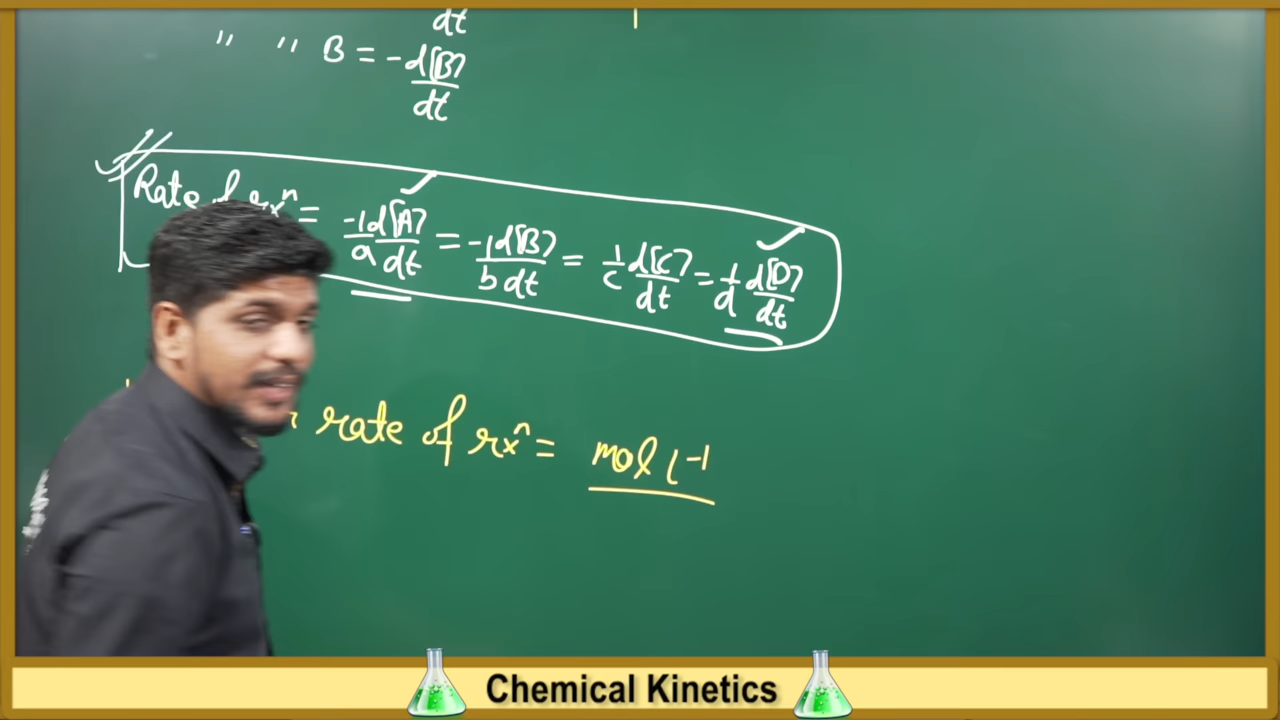 dt
" " B = -d[B]/dt
Rate of rxⁿ = -1/a d[A]/dt = -1/b d[B]/dt = 1/c d[C]/dt = 1/d d[D]/dt
rate of rxⁿ = mol L⁻¹
Chemical Kinetics